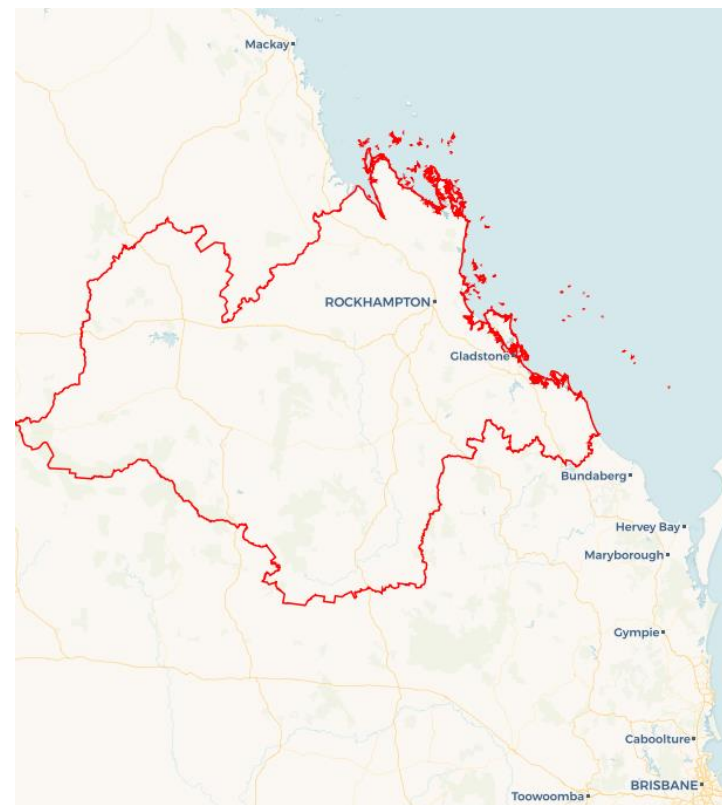 Mackay
ROCKHAMPTON
Gladstone
Bundaberg
Hervey Bay
Maryborough
Gympie
Caboolture
BRISBANE
Toowoomba